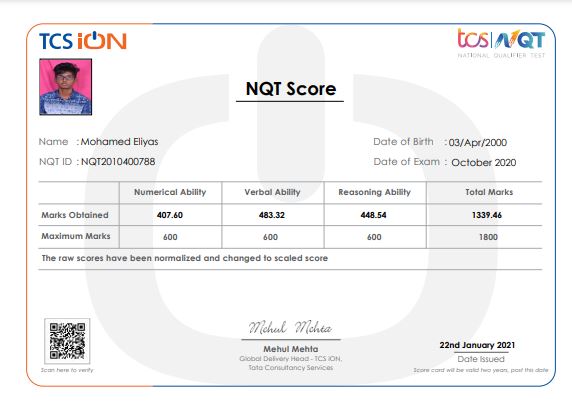 TCS iON
tcs NQT
NATIONAL QUALIFIER TEST
NQT Score
Name : Mohamed Eliyas
Date of Birth : 03/Apr/2000
NQT ID : NQT2010400788
Date of Exam : October 2020
Numerical Ability Verbal Ability Reasoning Ability Total Marks
Marks Obtained 407.60 483.32 448.54 1339.46
Maximum Marks 600 600 600 1800
The raw scores have been normalized and changed to scaled score
Mehul Mehta
Mehul Mehta
Global Delivery Head - TCS iON,
Tata Consultancy Services
22nd January 2021
Date Issued
Scan here to verify
Score card will be valid two years, post this date